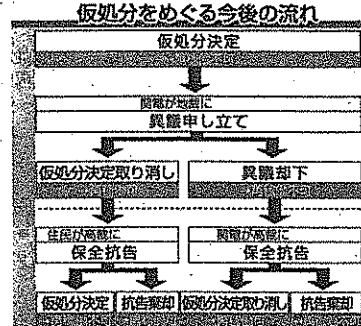 仮処分をめぐる今後の流れ
仮処分決定
関電が地裁に
異議申し立て
仮処分決定取り消し 異議却下
住民が高裁に 関電が高裁に
保全抗告 保全抗告
仮処分決定 抗告棄却 仮処分決定取り消し 抗告棄却